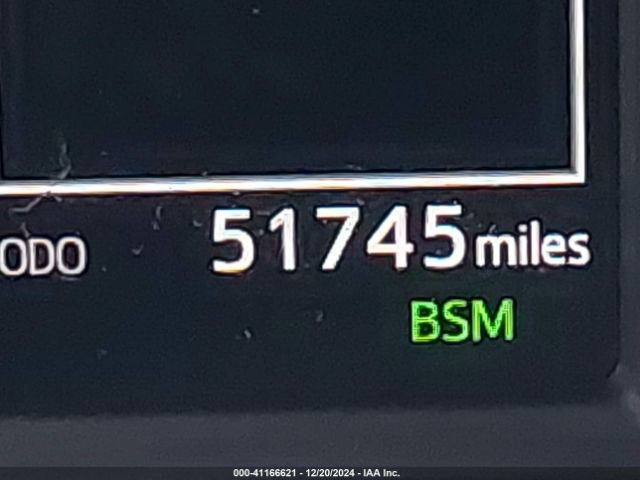 ODO 51745 miles
BSM
000-41166621 - 12/20/2024 - IAA Inc.